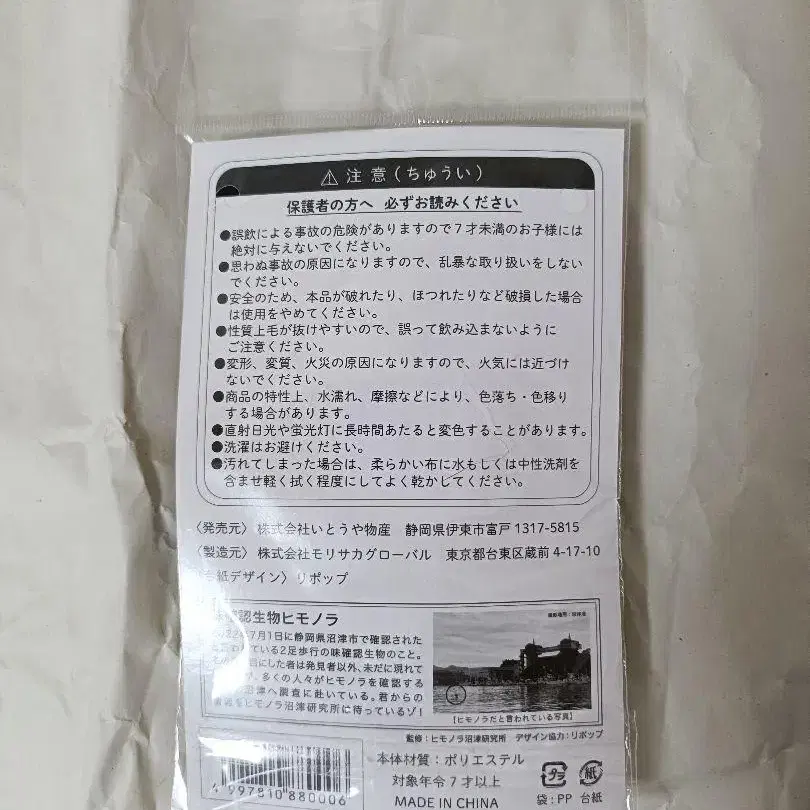 ⚠ 注意(ちゅうい)
保護者の方へ 必ずお読みください
●誤飲による事故の危険がありますので7才未満のお子様には
絶対に与えないでください。
●思わぬ事故の原因になりますので、乱暴な取り扱いをしない
でください。
●安全のため、本品が破れたり、ほつれたりなど破損した場合
は使用をやめてください。
●性質上毛が抜けやすいので、誤って飲み込まないように
ご注意ください。
●変形、変質、火災の原因になりますので、火気には近づけ
ないでください。
●商品の特性上、水濡れ、摩擦などにより、色落ち・色移り
する場合があります。
●直射日光や蛍光灯に長時間あたると変色することがあります。
●洗濯はお避けください。
●汚れてしまった場合は、柔らかい布に水もしくは中性洗剤を
含ませ軽く拭く程度にしてよく乾かしてください。
〈発売元〉 株式会社いとうや物産 静岡県伊東市富戸 1317-5815
〈製造元〉 株式会社モリサカグローバル 東京都台東区蔵前 4-17-10
台紙デザイン〉 リポップ
確認生物ヒモノラ
7月1日に静岡県沼津市で確認された
ている2足歩行の味確認生物のこと。
にした者は発見者以外、未だに現れて
、多くの人々がヒモノラを確認する
沼津へ調査に赴いている。君からの
をヒモノラ沼津研究所に待っているゾ!
【ヒモノラだと言われている写真】
監修:ヒモノラ沼津研究所 デザイン協力:リポップ
本体材質:ポリエステル
対象年令7才以上
MADE IN CHINA
プラ
紙
袋:PP 台紙
4 997810 880006